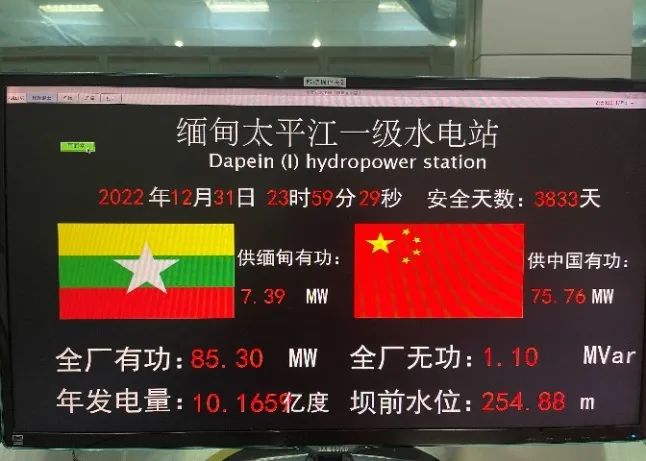 缅甸太平江一级水电站
Dapein (I) hydropower station
2022年12月31日 23时59分29秒 安全天数：3833天
供缅甸有功： 供中国有功：
7.39 MW 75.76 MW
全厂有功：85.30 MW 全厂无功：1.10 MVar
年发电量：10.1659亿度 坝前水位：254.88 m
SAMSUNG